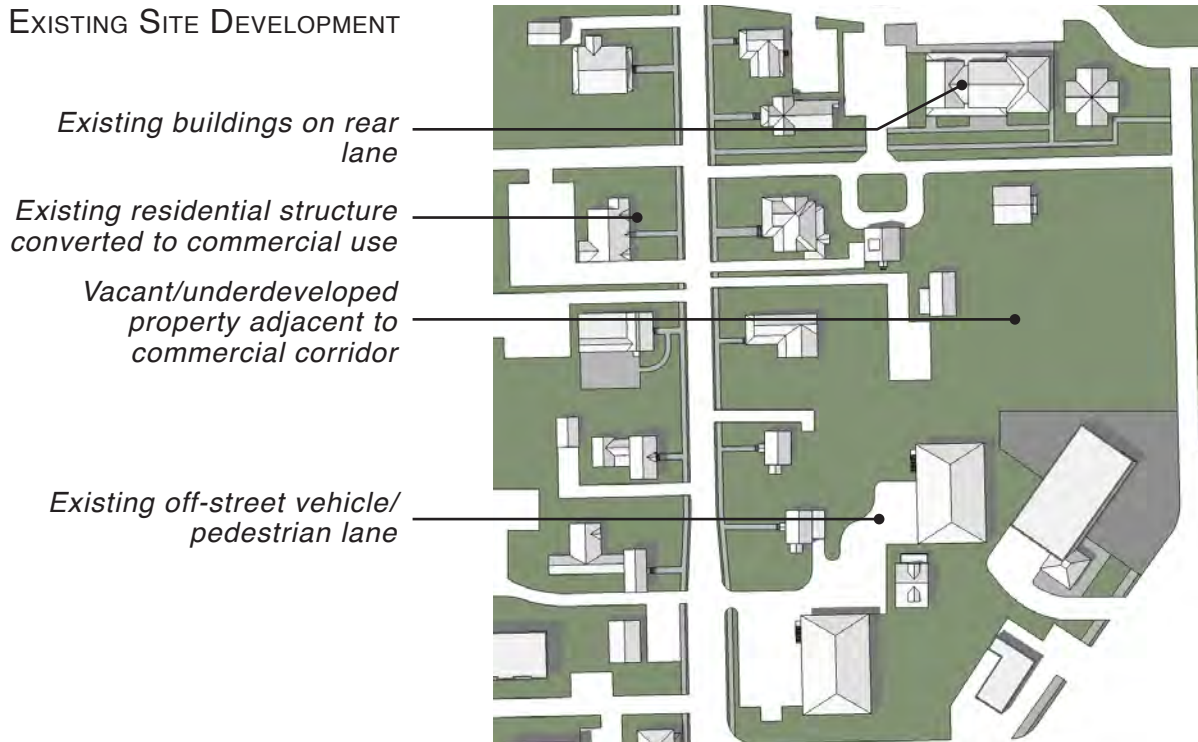 Existing Site Development
Existing buildings on rear
lane
Existing residential structure
converted to commercial use
Vacant/underdeveloped
property adjacent to
commercial corridor
Existing off-street vehicle/
pedestrian lane